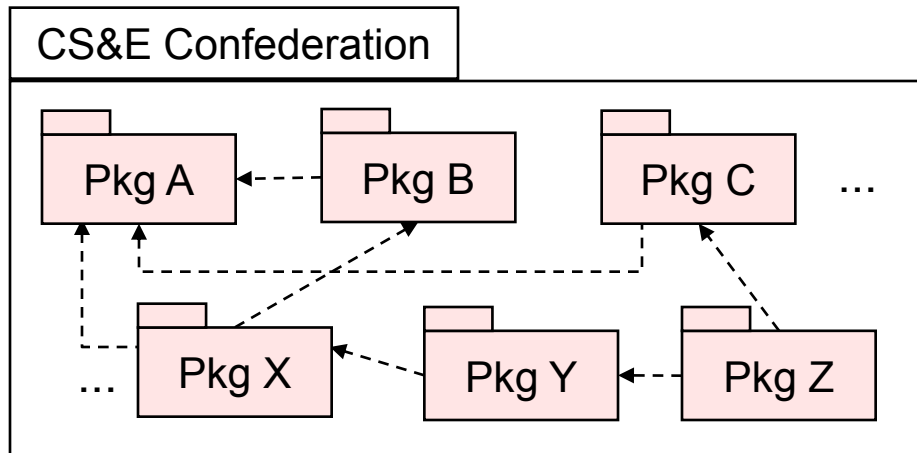 CS&E Confederation
Pkg A
Pkg B
Pkg C
...
...
Pkg X
Pkg Y
Pkg Z